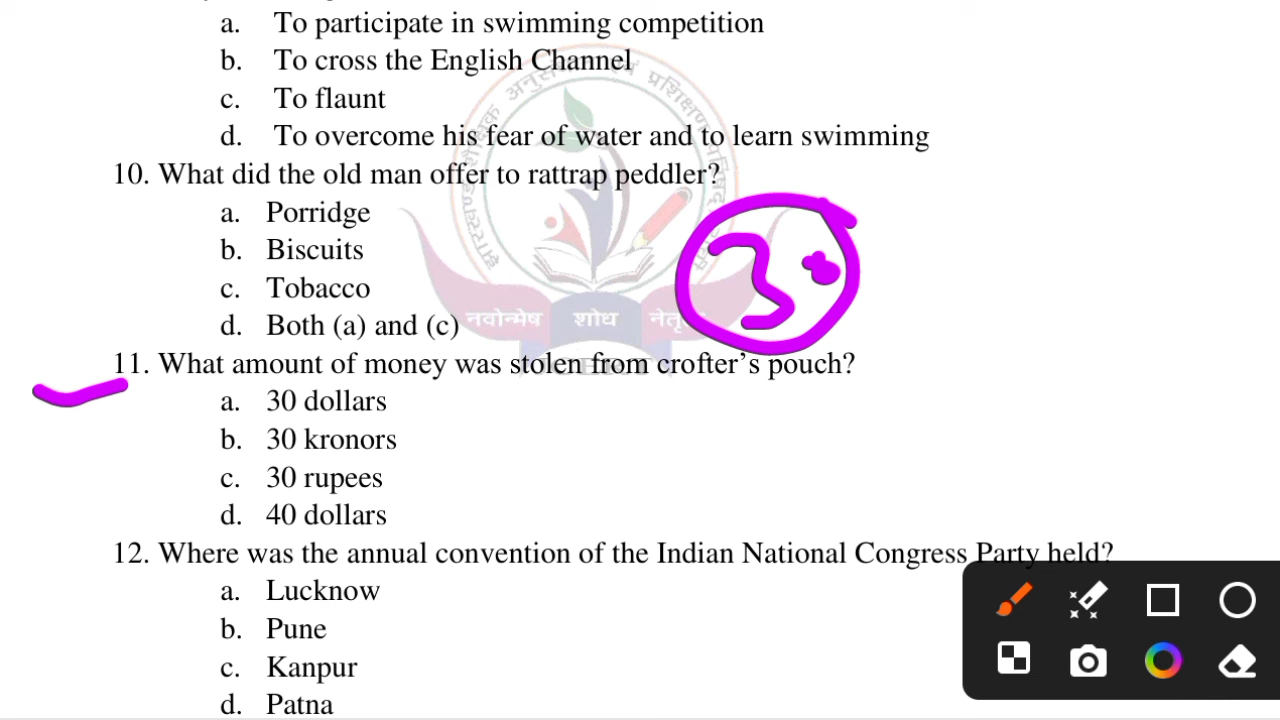 a. To participate in swimming competition
b. To cross the English Channel
c. To flaunt
d. To overcome his fear of water and to learn swimming
10. What did the old man offer to rattrap peddler?
a. Porridge
b. Biscuits
c. Tobacco
d. Both (a) and (c)
नवोन्मेष शोध
11. What amount of money was stolen from crofter’s pouch?
a. 30 dollars
b. 30 kronors
c. 30 rupees
d. 40 dollars
12. Where was the annual convention of the Indian National Congress Party held?
a. Lucknow
b. Pune
c. Kanpur
d. Patna